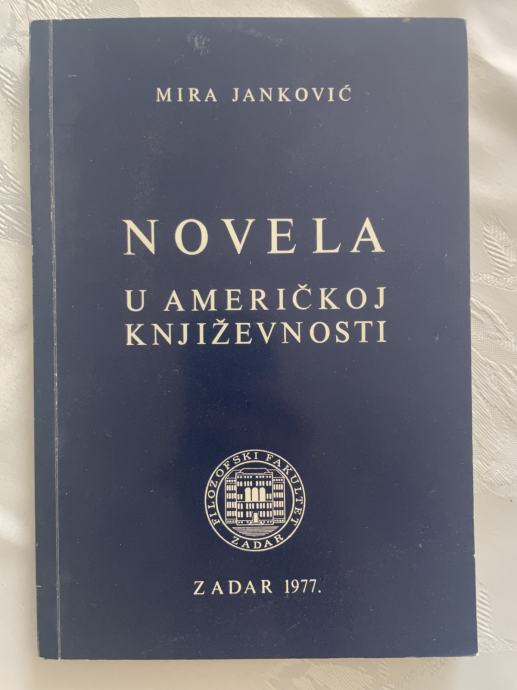 MIRA JANKOVIĆ
NOVELA
U AMERIČKOJ
KNJIŽEVNOSTI
FILOZOFSKI FAKULTET
ZADAR
ZADAR 1977.